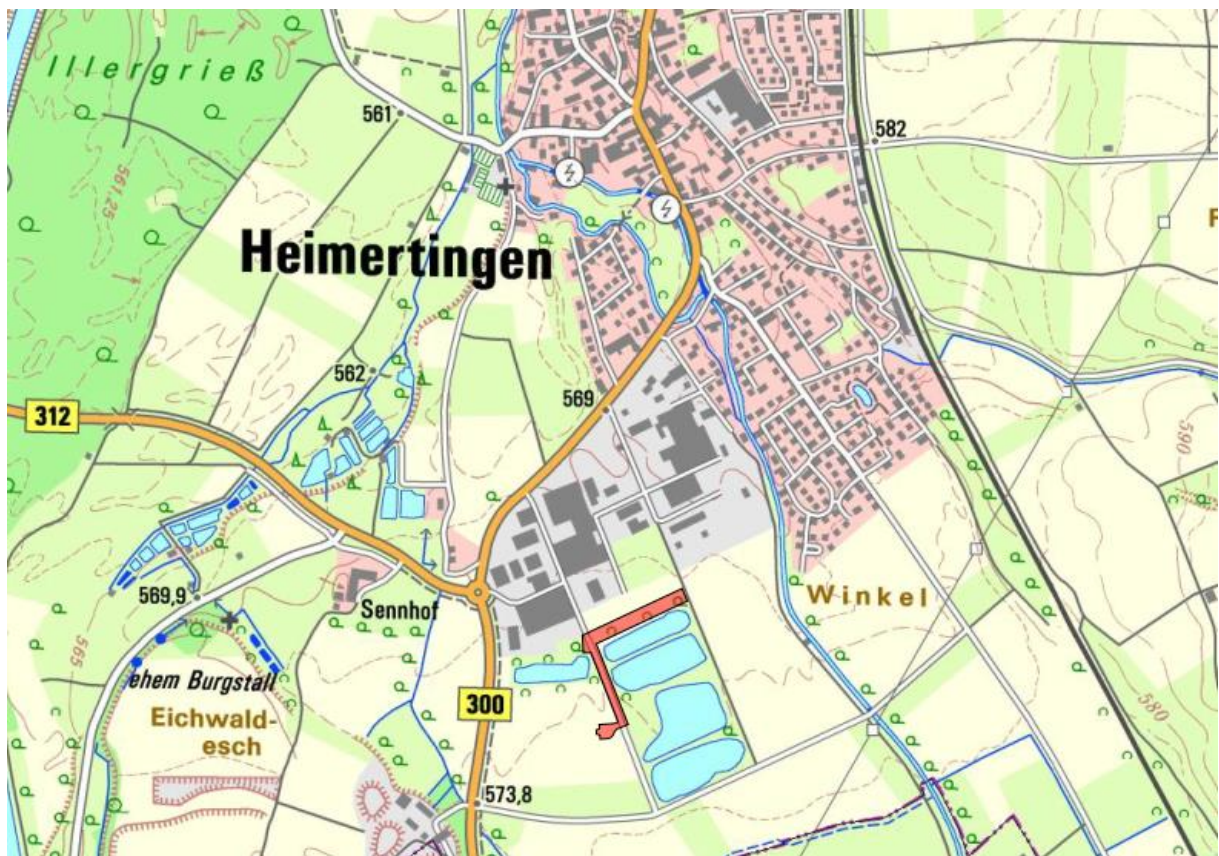 Illergrieß
561
561,25
582
F
Heimertingen
562
569
312
590
569,9
Sennhof
Winkel
565
ehem Burgstall
300
580
Eichwald-
esch
573,8